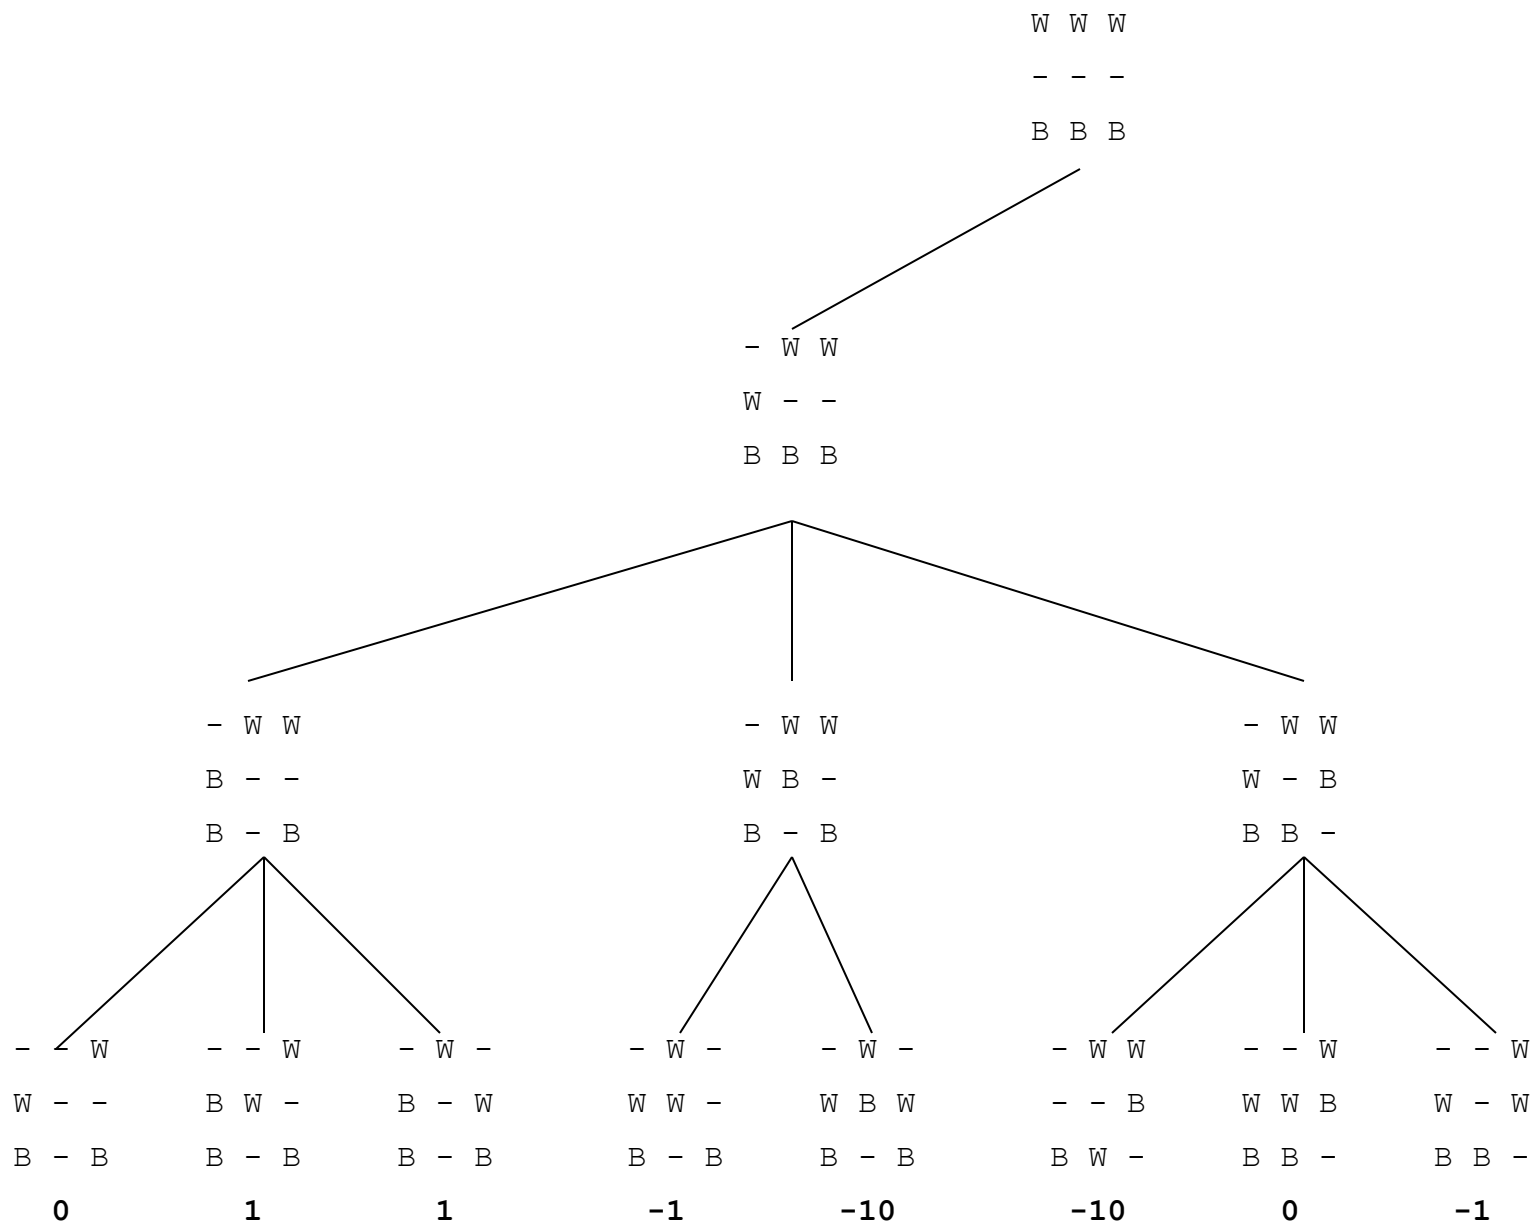 W W W
- - -
B B B
- W W
W - -
B B B
- W W - W W - W W
B - - W B - W - B
B - B B - B B B -
- - W - - W - W - - W - - W - - W W - - W - - W
W - - B W - B - W W W - W B W - - B W W B W - W
B - B B - B B - B B - B B - B B W - B B - B B -
0 1 1 -1 -10 -10 0 -1